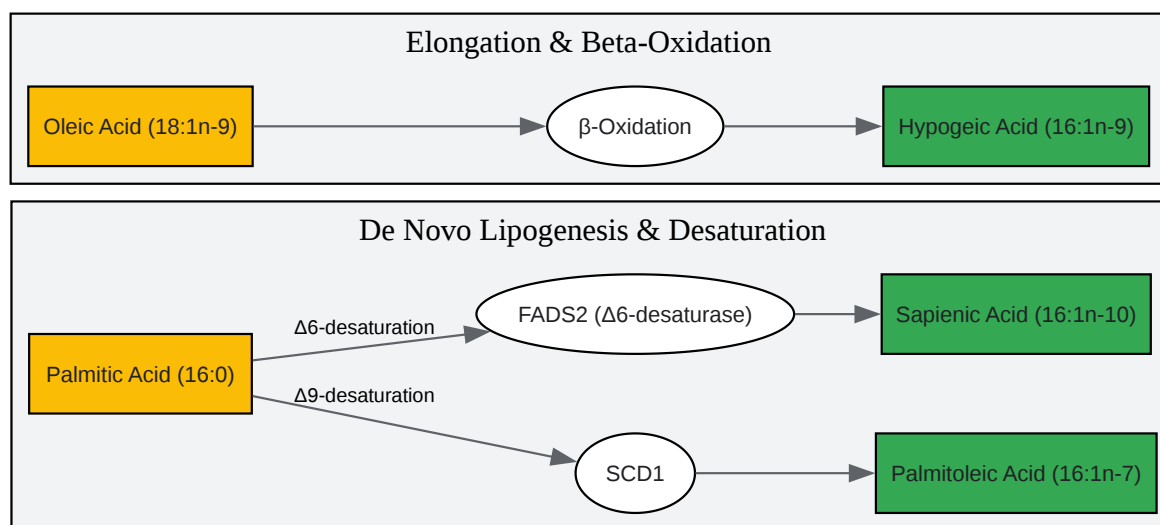 Elongation & Beta-Oxidation
Oleic Acid (18:1n-9)
β-Oxidation
Hypogeic Acid (16:1n-9)
De Novo Lipogenesis & Desaturation
Palmitic Acid (16:0)
Δ6-desaturation
FADS2 (Δ6-desaturase)
Sapienic Acid (16:1n-10)
Δ9-desaturation
SCD1
Palmitoleic Acid (16:1n-7)